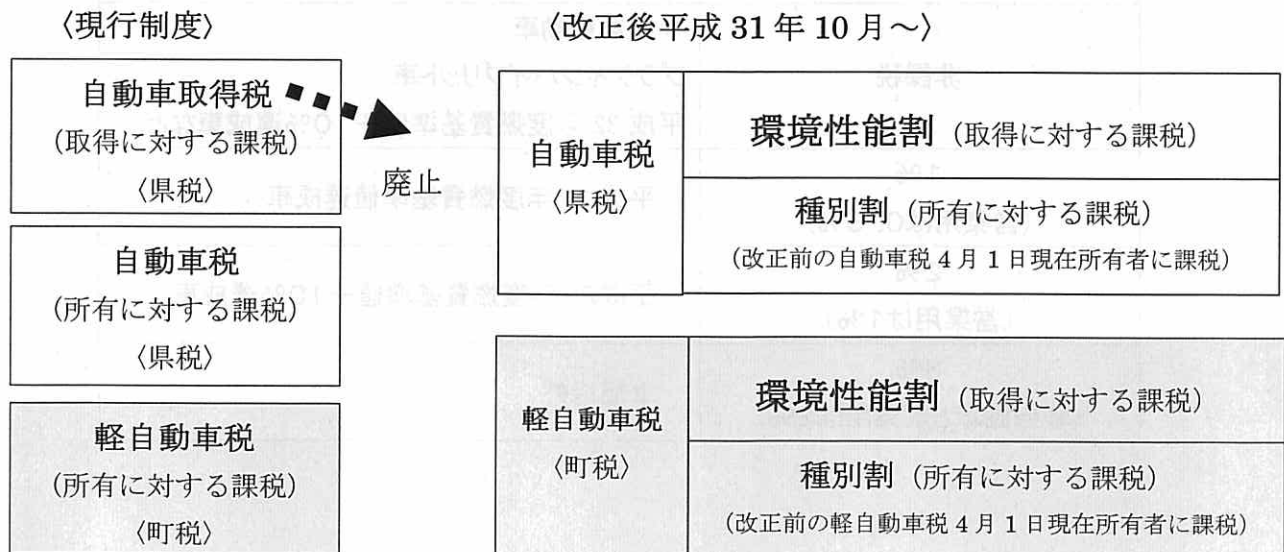 〈現行制度〉
自動車取得税
(取得に対する課税)
〈県税〉
廃止
自動車税
(所有に対する課税)
〈県税〉
軽自動車税
(所有に対する課税)
〈町税〉
〈改正後平成 31 年 10 月～〉
自動車税
〈県税〉
環境性能割 (取得に対する課税)
種別割 (所有に対する課税)
(改正前の自動車税 4 月 1 日現在所有者に課税)
軽自動車税
〈町税〉
環境性能割 (取得に対する課税)
種別割 (所有に対する課税)
(改正前の軽自動車税 4 月 1 日現在所有者に課税)